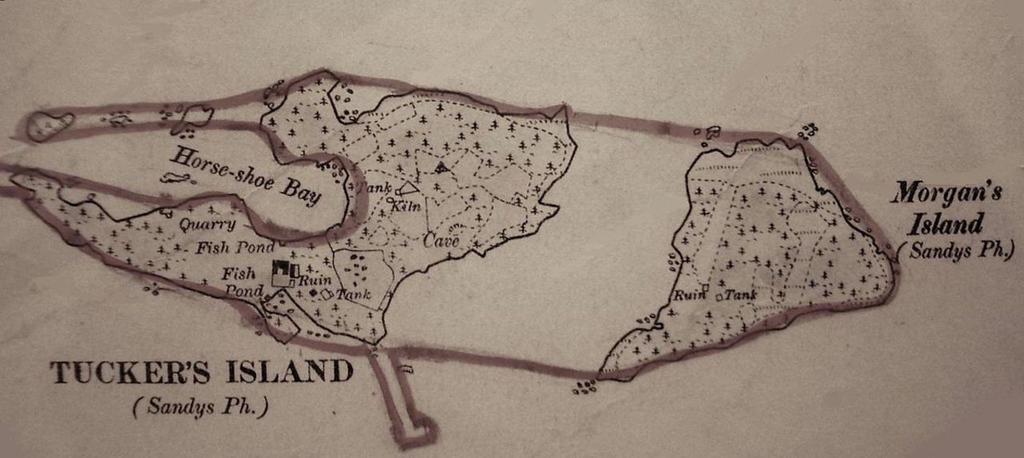 Horse-shoe Bay
Tank
Kiln
Quarry
Cave
Fish Pond
Fish
Pond
Ruin
Tank
TUCKER'S ISLAND
(Sandys Ph.)
Morgan's
Island
(Sandys Ph.)
Ruin
Tank